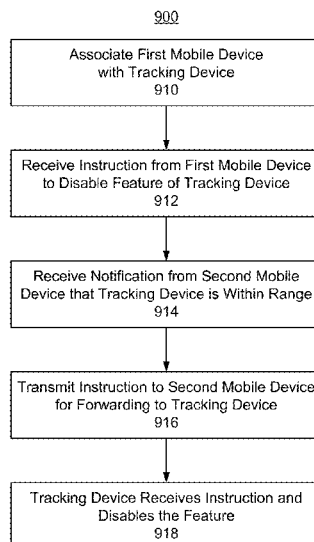 900
Associate First Mobile Device
with Tracking Device
910
Receive Instruction from First Mobile Device
to Disable Feature of Tracking Device
912
Receive Notification from Second Mobile
Device that Tracking Device is Within Range
914
Transmit Instruction to Second Mobile Device
for Forwarding to Tracking Device
916
Tracking Device Receives Instruction and
Disables the Feature
918